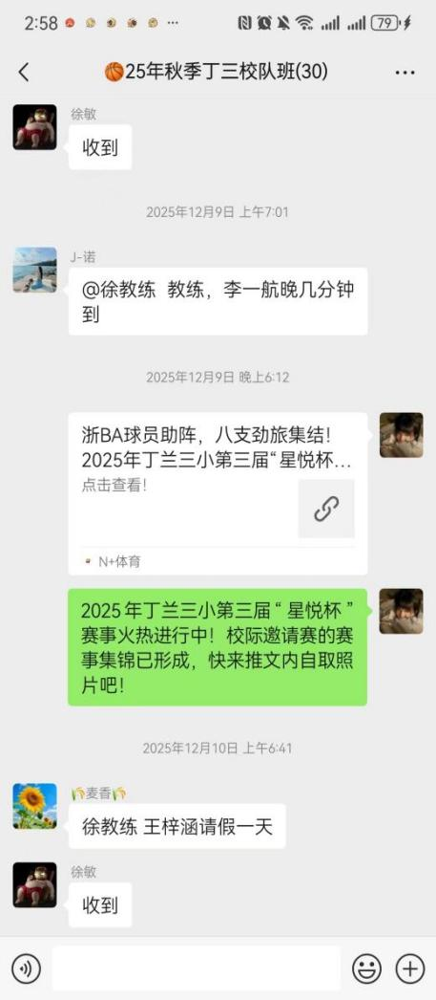 2:58
79
🏀25年秋季丁三校队班(30)
徐敏
收到
2025年12月9日 上午7:01
J-诺
@徐教练 教练，李一航晚几分钟
到
2025年12月9日 晚上6:12
浙BA球员助阵，八支劲旅集结！
2025年丁兰三小第三届“星悦杯...
点击查看！
N+体育
2025年丁兰三小第三届“星悦杯”
赛事火热进行中！校际邀请赛的赛
事集锦已形成，快来推文内自取照
片吧！
2025年12月10日 上午6:41
🌾麦香🌾
徐教练 王梓涵请假一天
徐敏
收到